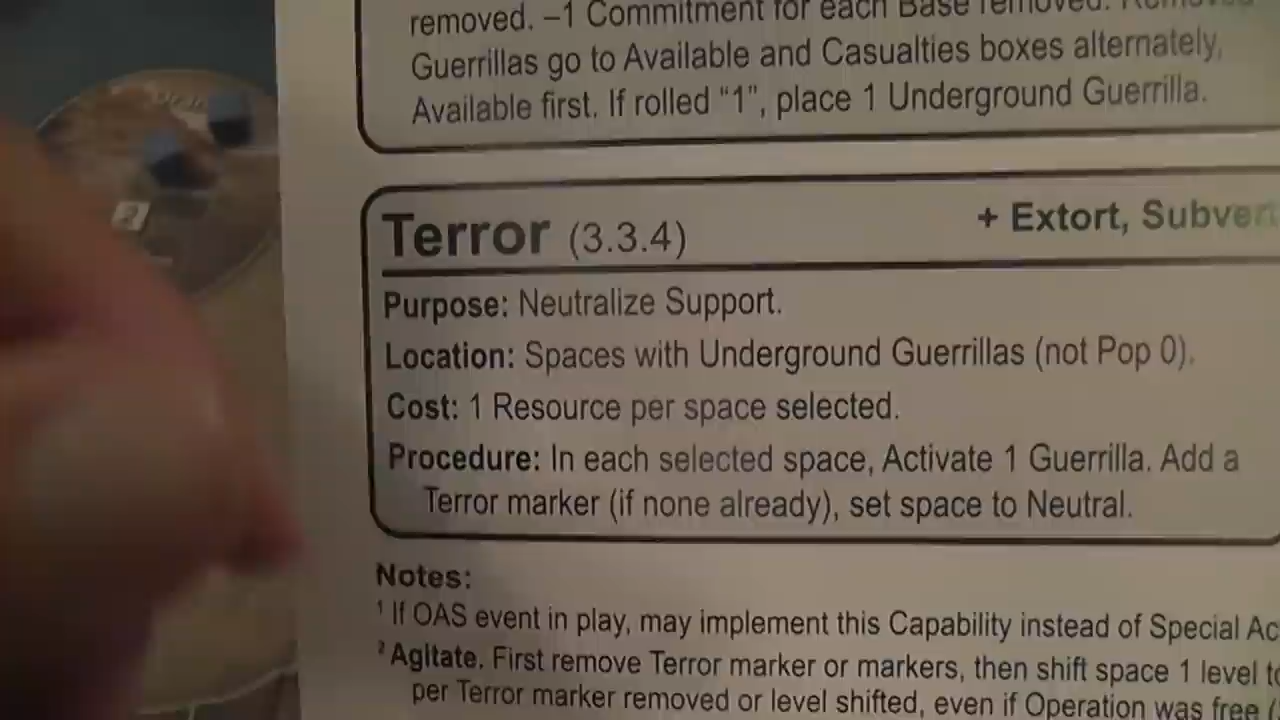 removed. –1 Commitment for each Base removed. Removed
Guerrillas go to Available and Casualties boxes alternately,
Available first. If rolled “1”, place 1 Underground Guerrilla.
Terror (3.3.4)
+ Extort, Subver
Purpose: Neutralize Support.
Location: Spaces with Underground Guerrillas (not Pop 0).
Cost: 1 Resource per space selected.
Procedure: In each selected space, Activate 1 Guerrilla. Add a
Terror marker (if none already), set space to Neutral.
Notes:
¹ If OAS event in play, may implement this Capability instead of Special Ac
² Agitate. First remove Terror marker or markers, then shift space 1 level to
per Terror marker removed or level shifted, even if Operation was free (
2